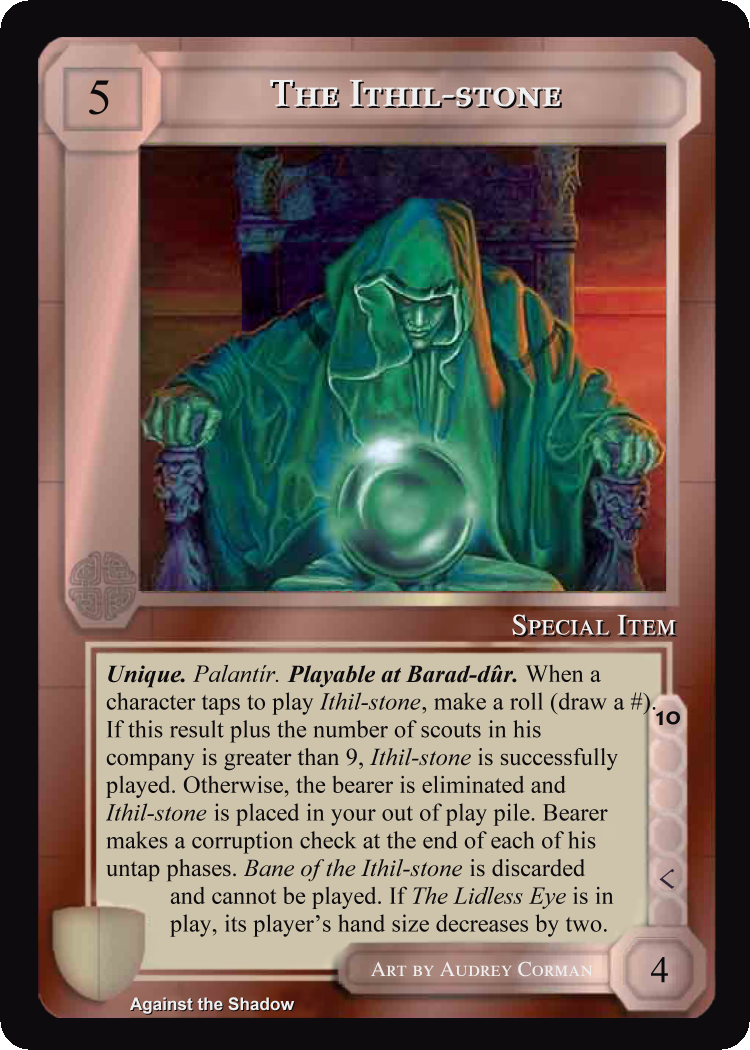 5
The Ithil-stone
Special Item
Unique. Palantír. Playable at Barad-dûr. When a
character taps to play Ithil-stone, make a roll (draw a #).
If this result plus the number of scouts in his
company is greater than 9, Ithil-stone is successfully
played. Otherwise, the bearer is eliminated and
Ithil-stone is placed in your out of play pile. Bearer
makes a corruption check at the end of each of his
untap phases. Bane of the Ithil-stone is discarded
and cannot be played. If The Lidless Eye is in
play, its player's hand size decreases by two.
10
<
Art by Audrey Corman
4
Against the Shadow